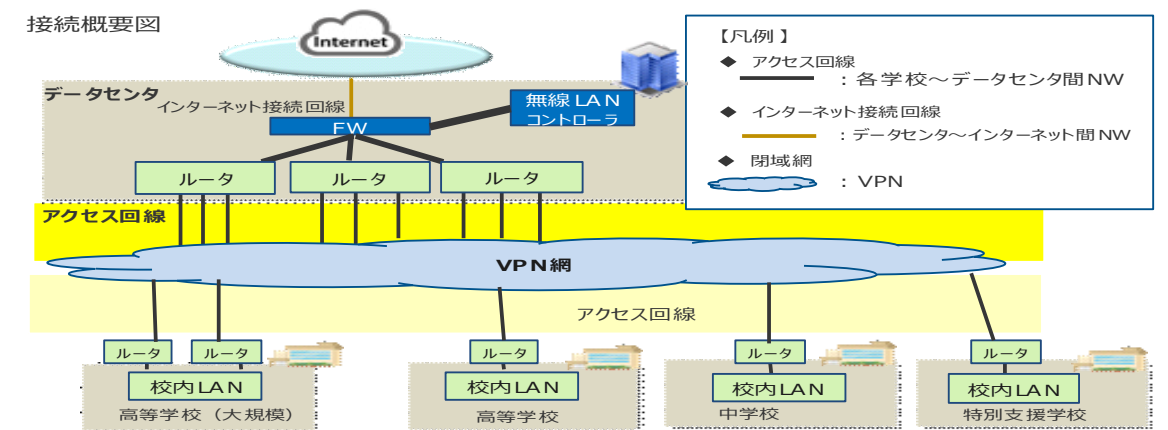 接続概要図
Internet
【凡例】
◆ アクセス回線
：各学校～データセンタ間NW
◆ インターネット接続回線
：データセンタ～インターネット間NW
◆ 閉域網
：VPN
データセンタ
インターネット接続回線
無線LAN
コントローラ
FW
ルータ
ルータ
ルータ
アクセス回線
VPN網
アクセス回線
ルータ
ルータ
ルータ
ルータ
ルータ
校内LAN
校内LAN
校内LAN
校内LAN
高等学校（大規模）
高等学校
中学校
特別支援学校